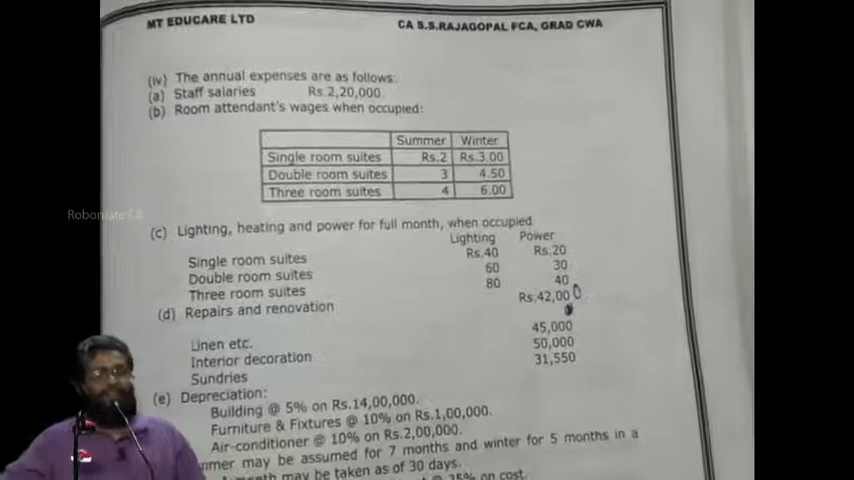 MT EDUCARE LTD CA S.S.RAJAGOPAL FCA, GRAD CWA
(iv) The annual expenses are as follows:
(a) Staff salaries Rs.2,20,000
(b) Room attendant's wages when occupied:
Summer Winter
Single room suites Rs.2 Rs.3.00
Double room suites 3 4.50
Three room suites 4 6.00
(c) Lighting, heating and power for full month, when occupied
Lighting Power
Single room suites Rs.40 Rs.20
Double room suites 60 30
Three room suites 80 40
(d) Repairs and renovation Rs.42,000
Linen etc. 45,000
Interior decoration 50,000
Sundries 31,550
(e) Depreciation:
Building @ 5% on Rs.14,00,000.
Furniture & Fixtures @ 10% on Rs.1,00,000.
Air-conditioner @ 10% on Rs.2,00,000.
may be assumed for 7 months and winter for 5 months in a
month may be taken as of 30 days.
25% on cost.